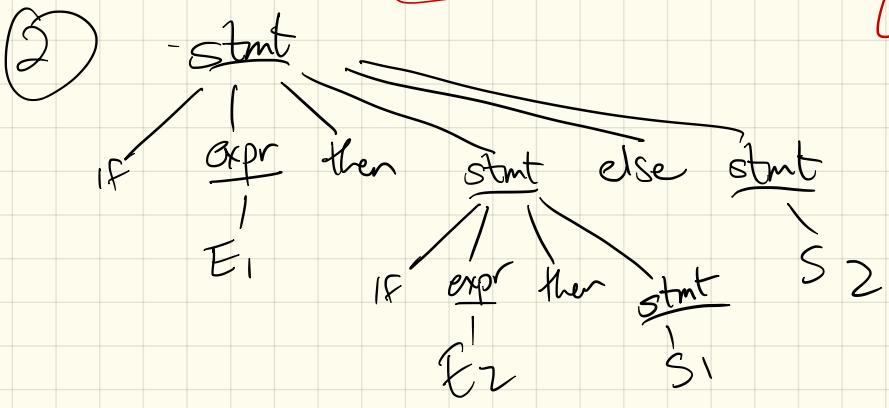 2 - stmt
if expr then stmt else stmt
E1 S2
if expr then stmt
E2 S1